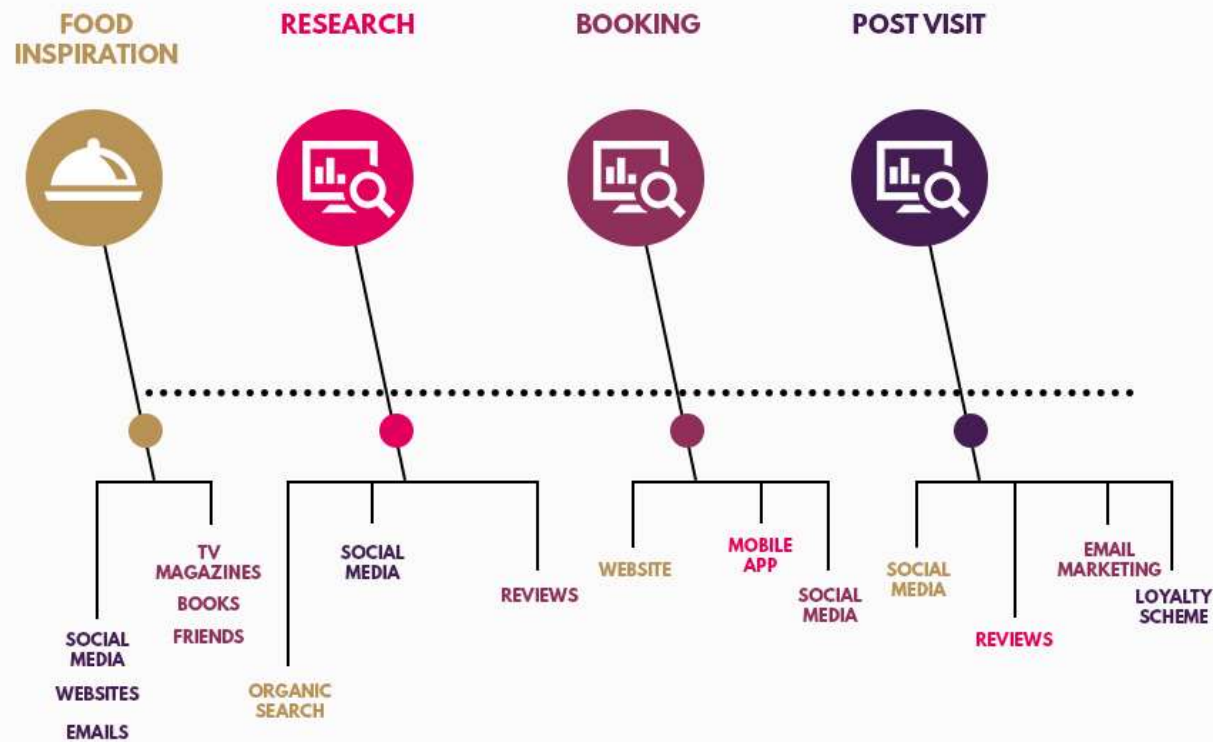 FOOD
INSPIRATION
RESEARCH
BOOKING
POST VISIT
SOCIAL
MEDIA
WEBSITES
EMAILS
TV
MAGAZINES
BOOKS
FRIENDS
ORGANIC
SEARCH
SOCIAL
MEDIA
REVIEWS
WEBSITE
MOBILE
APP
SOCIAL
MEDIA
SOCIAL
MEDIA
REVIEWS
EMAIL
MARKETING
LOYALTY
SCHEME